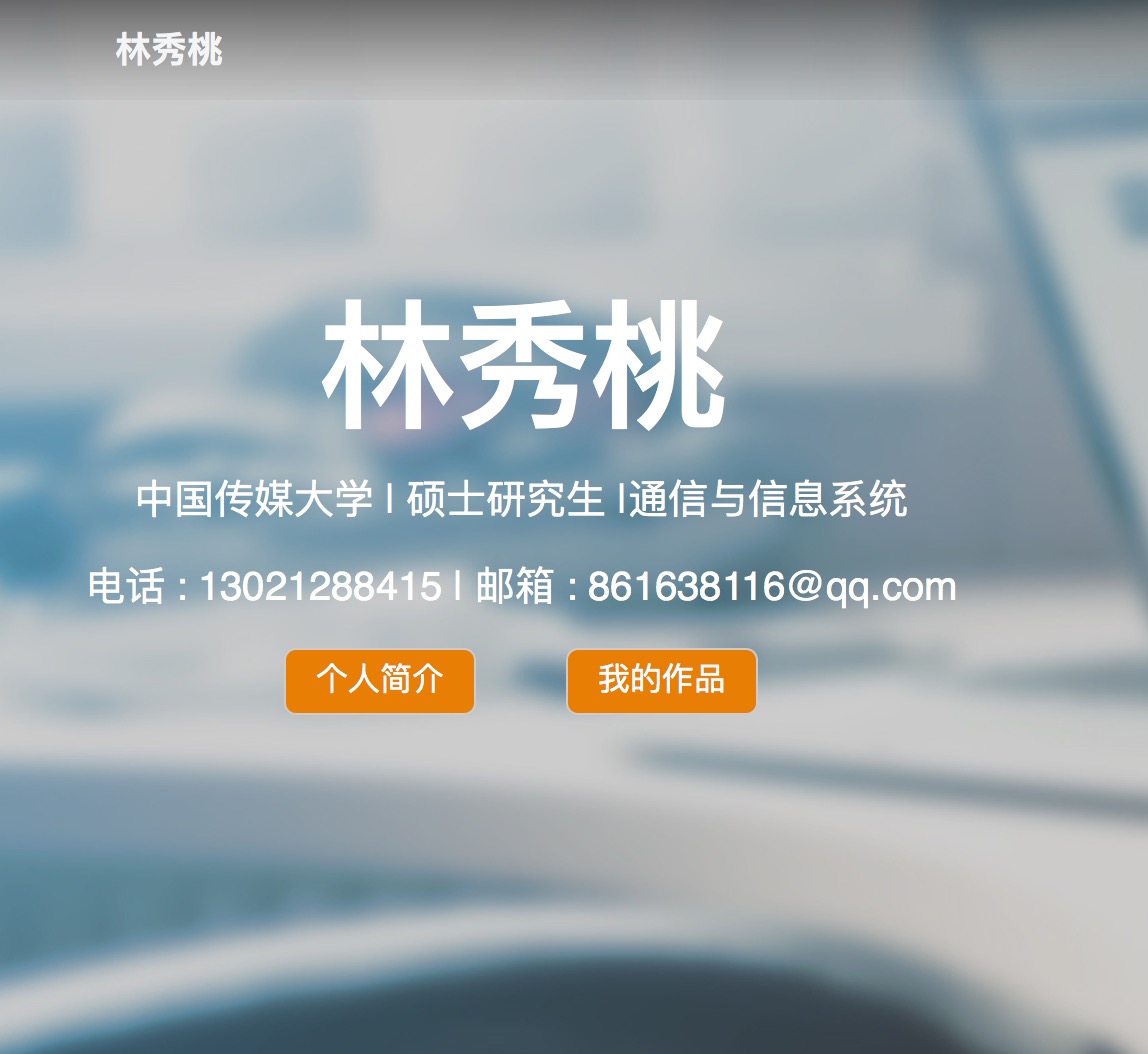 林秀桃
林秀桃
中国传媒大学 | 硕士研究生 |通信与信息系统
电话 : 13021288415 | 邮箱 : 861638116@qq.com
个人简介 我的作品